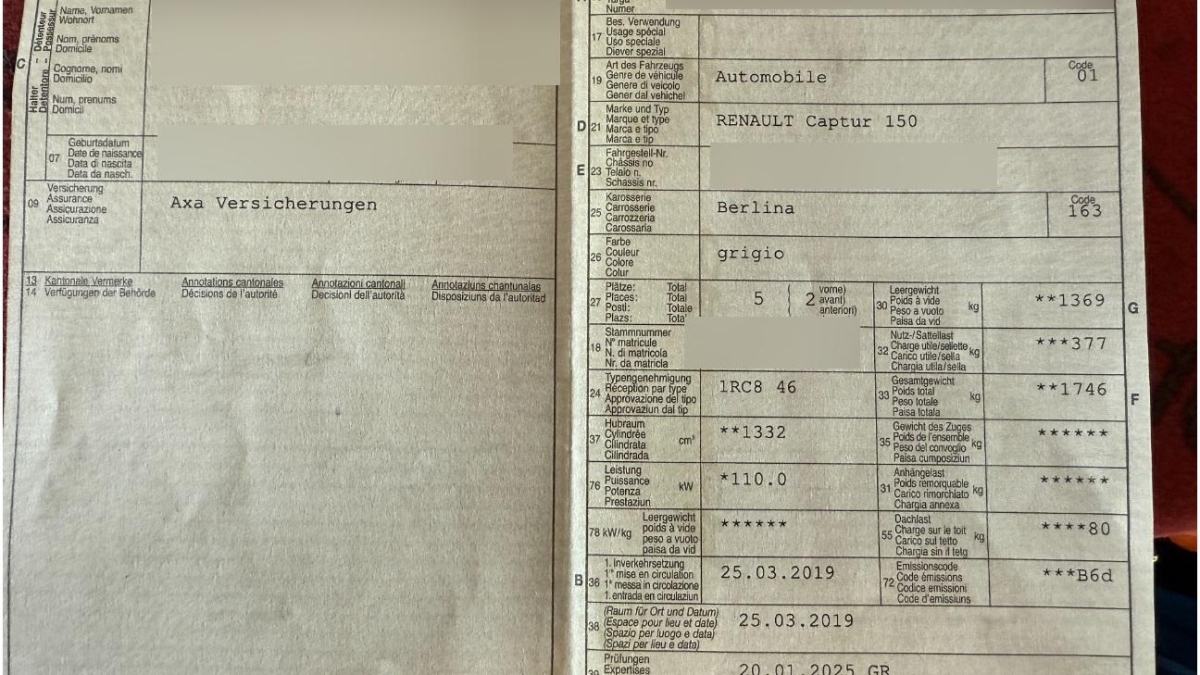 Name, Vornamen
Wohnort
Nom, prénoms
Domicile
Cognome, nomi
Domicilio
Num, prenums
Domicil
C
Halter - Détenteur
Detentore - Possessur
07
Geburtsdatum
Date de naissance
Data di nascita
Data da nasch.
09
Versicherung
Assurance
Assicurazione
Assicuranza
Axa Versicherungen
13 Kantonale Vermerke Annotations cantonales Annotazioni cantonali Annotaziuns chantunalas
14 Verfügungen der Behörde Décisions de l'autorité Decisioni dell'autorità Disposiziuns da l'autoritad
Targa
Numer
17
Bes. Verwendung
Usage spécial
Uso speciale
Diever spezial
19
Art des Fahrzeugs
Genre de véhicule
Genere di veicolo
Gener dal vehichel
Automobile
Code
01
D 21
Marke und Typ
Marque et type
Marca e tipo
Marca e tip
RENAULT Captur 150
E 23
Fahrgestell-Nr.
Châssis no
Telaio n.
Schassis nr.
25
Karosserie
Carrosserie
Carrozzeria
Carossaria
Berlina
Code
163
26
Farbe
Couleur
Colore
Colur
grigio
27
Plätze: Total
Places: Total
Posti: Totale
Plazs: Total
5 ( 2 vorne)
avant)
anteriori)
30
Leergewicht
Poids à vide
Peso a vuoto
Paisa da vid
kg
**1369
G
18
Stammnummer
N° matricule
N. di matricola
Nr. da matricla
32
Nutz-/Sattellast
Charge utile/sellette
Carico utile/sella
Chargia utila/sella
kg
***377
24
Typengenehmigung
Réception par type
Approvazione del tipo
Approvaziun dal tip
1RC8 46
33
Gesamtgewicht
Poids total
Peso totale
Paisa totala
kg
**1746
F
37
Hubraum
Cylindrée
Cilindrata
Cilindrada
cm³
**1332
35
Gewicht des Zuges
Poids de l'ensemble
Peso del convoglio
Paisa cumposiziun
kg
******
76
Leistung
Puissance
Potenza
Prestaziun
kW
*110.0
31
Anhängelast
Poids remorquable
Carico rimorchiato
Chargia annexa
kg
******
78 kW/kg
Leergewicht
poids à vide
peso a vuoto
paisa da vid
******
55
Dachlast
Charge sur le toit
Carico sul tetto
Chargia sin il tetg
kg
****80
B 36
1. Inverkehrsetzung
1re mise en circulation
1a messa in circolazione
1. entrada en circulaziun
25.03.2019
72
Emissionscode
Code émissions
Codice emissioni
Code d'emissiuns
***B6d
38
(Raum für Ort und Datum)
(Espace pour lieu et date)
(Spazio per luogo e data)
(Spazi per lieu e data)
25.03.2019
39
Prüfungen
Expertises
20.01.2025 GR